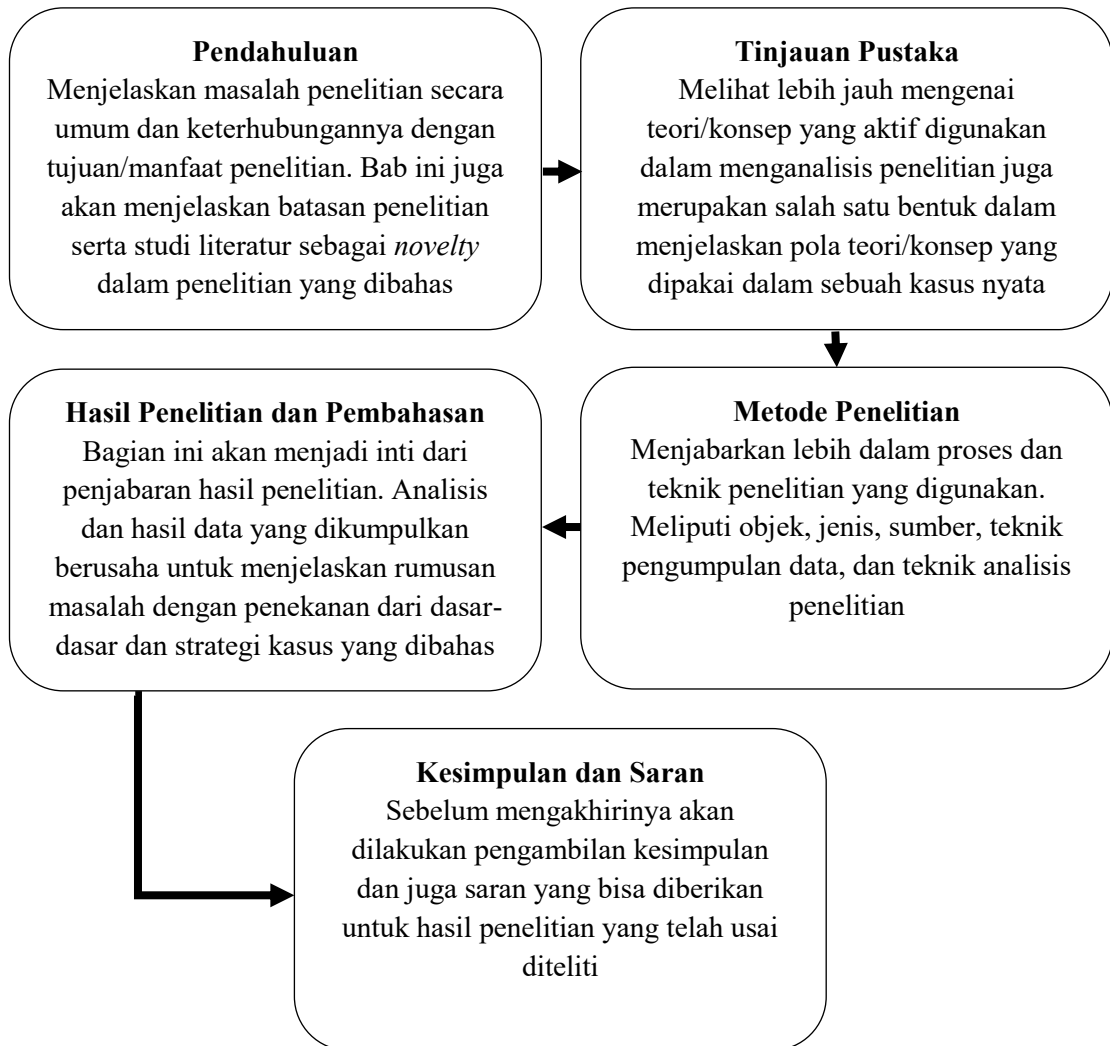 Pendahuluan
Menjelaskan masalah penelitian secara
umum dan keterhubungannya dengan
tujuan/manfaat penelitian. Bab ini juga
akan menjelaskan batasan penelitian
serta studi literatur sebagai novelty
dalam penelitian yang dibahas
Tinjauan Pustaka
Melihat lebih jauh mengenai
teori/konsep yang aktif digunakan
dalam menganalisis penelitian juga
merupakan salah satu bentuk dalam
menjelaskan pola teori/konsep yang
dipakai dalam sebuah kasus nyata
Metode Penelitian
Menjabarkan lebih dalam proses dan
teknik penelitian yang digunakan.
Meliputi objek, jenis, sumber, teknik
pengumpulan data, dan teknik analisis
penelitian
Hasil Penelitian dan Pembahasan
Bagian ini akan menjadi inti dari
penjabaran hasil penelitian. Analisis
dan hasil data yang dikumpulkan
berusaha untuk menjelaskan rumusan
masalah dengan penekanan dari dasar-
dasar dan strategi kasus yang dibahas
Kesimpulan dan Saran
Sebelum mengakhirinya akan
dilakukan pengambilan kesimpulan
dan juga saran yang bisa diberikan
untuk hasil penelitian yang telah usai
diteliti